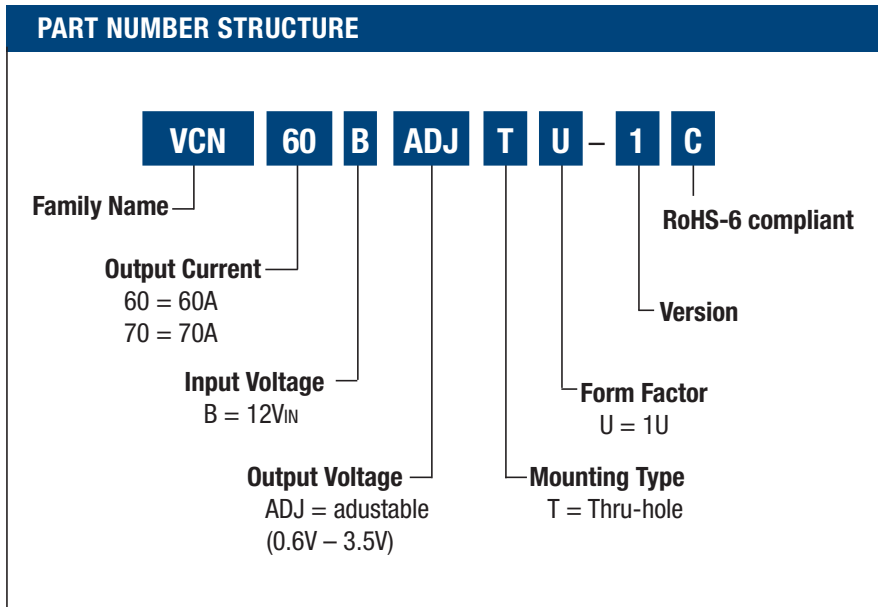 PART NUMBER STRUCTURE
VCN 60 B ADJ T U – 1 C
Family Name
RoHS-6 compliant
Output Current
60 = 60A
70 = 70A
Version
Input Voltage
B = 12VIN
Form Factor
U = 1U
Output Voltage
ADJ = adustable
(0.6V – 3.5V)
Mounting Type
T = Thru-hole